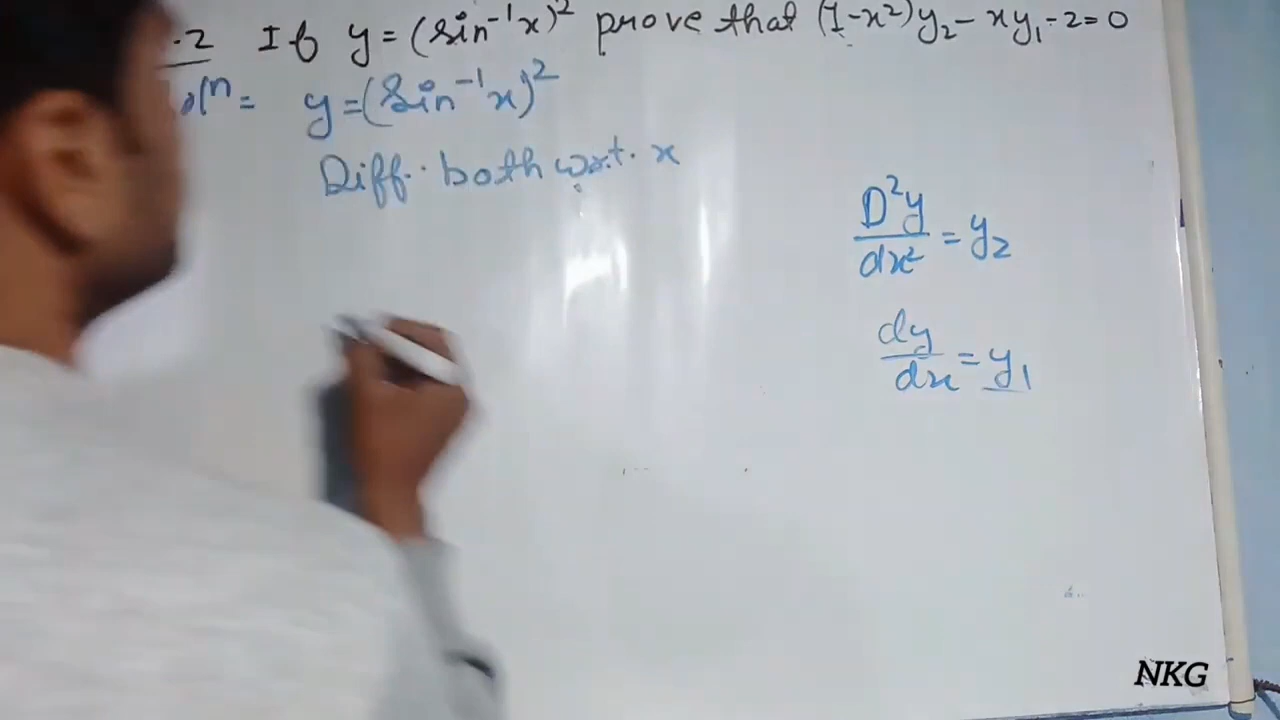 .2 If y = (Sin⁻¹x)² prove that (1-x²)y₂ - xy₁ - 2 = 0
olⁿ = y = (Sin⁻¹x)²
Diff. both w.r.t. x
D²y/dx² = y₂
dy/dx = y₁
NKG